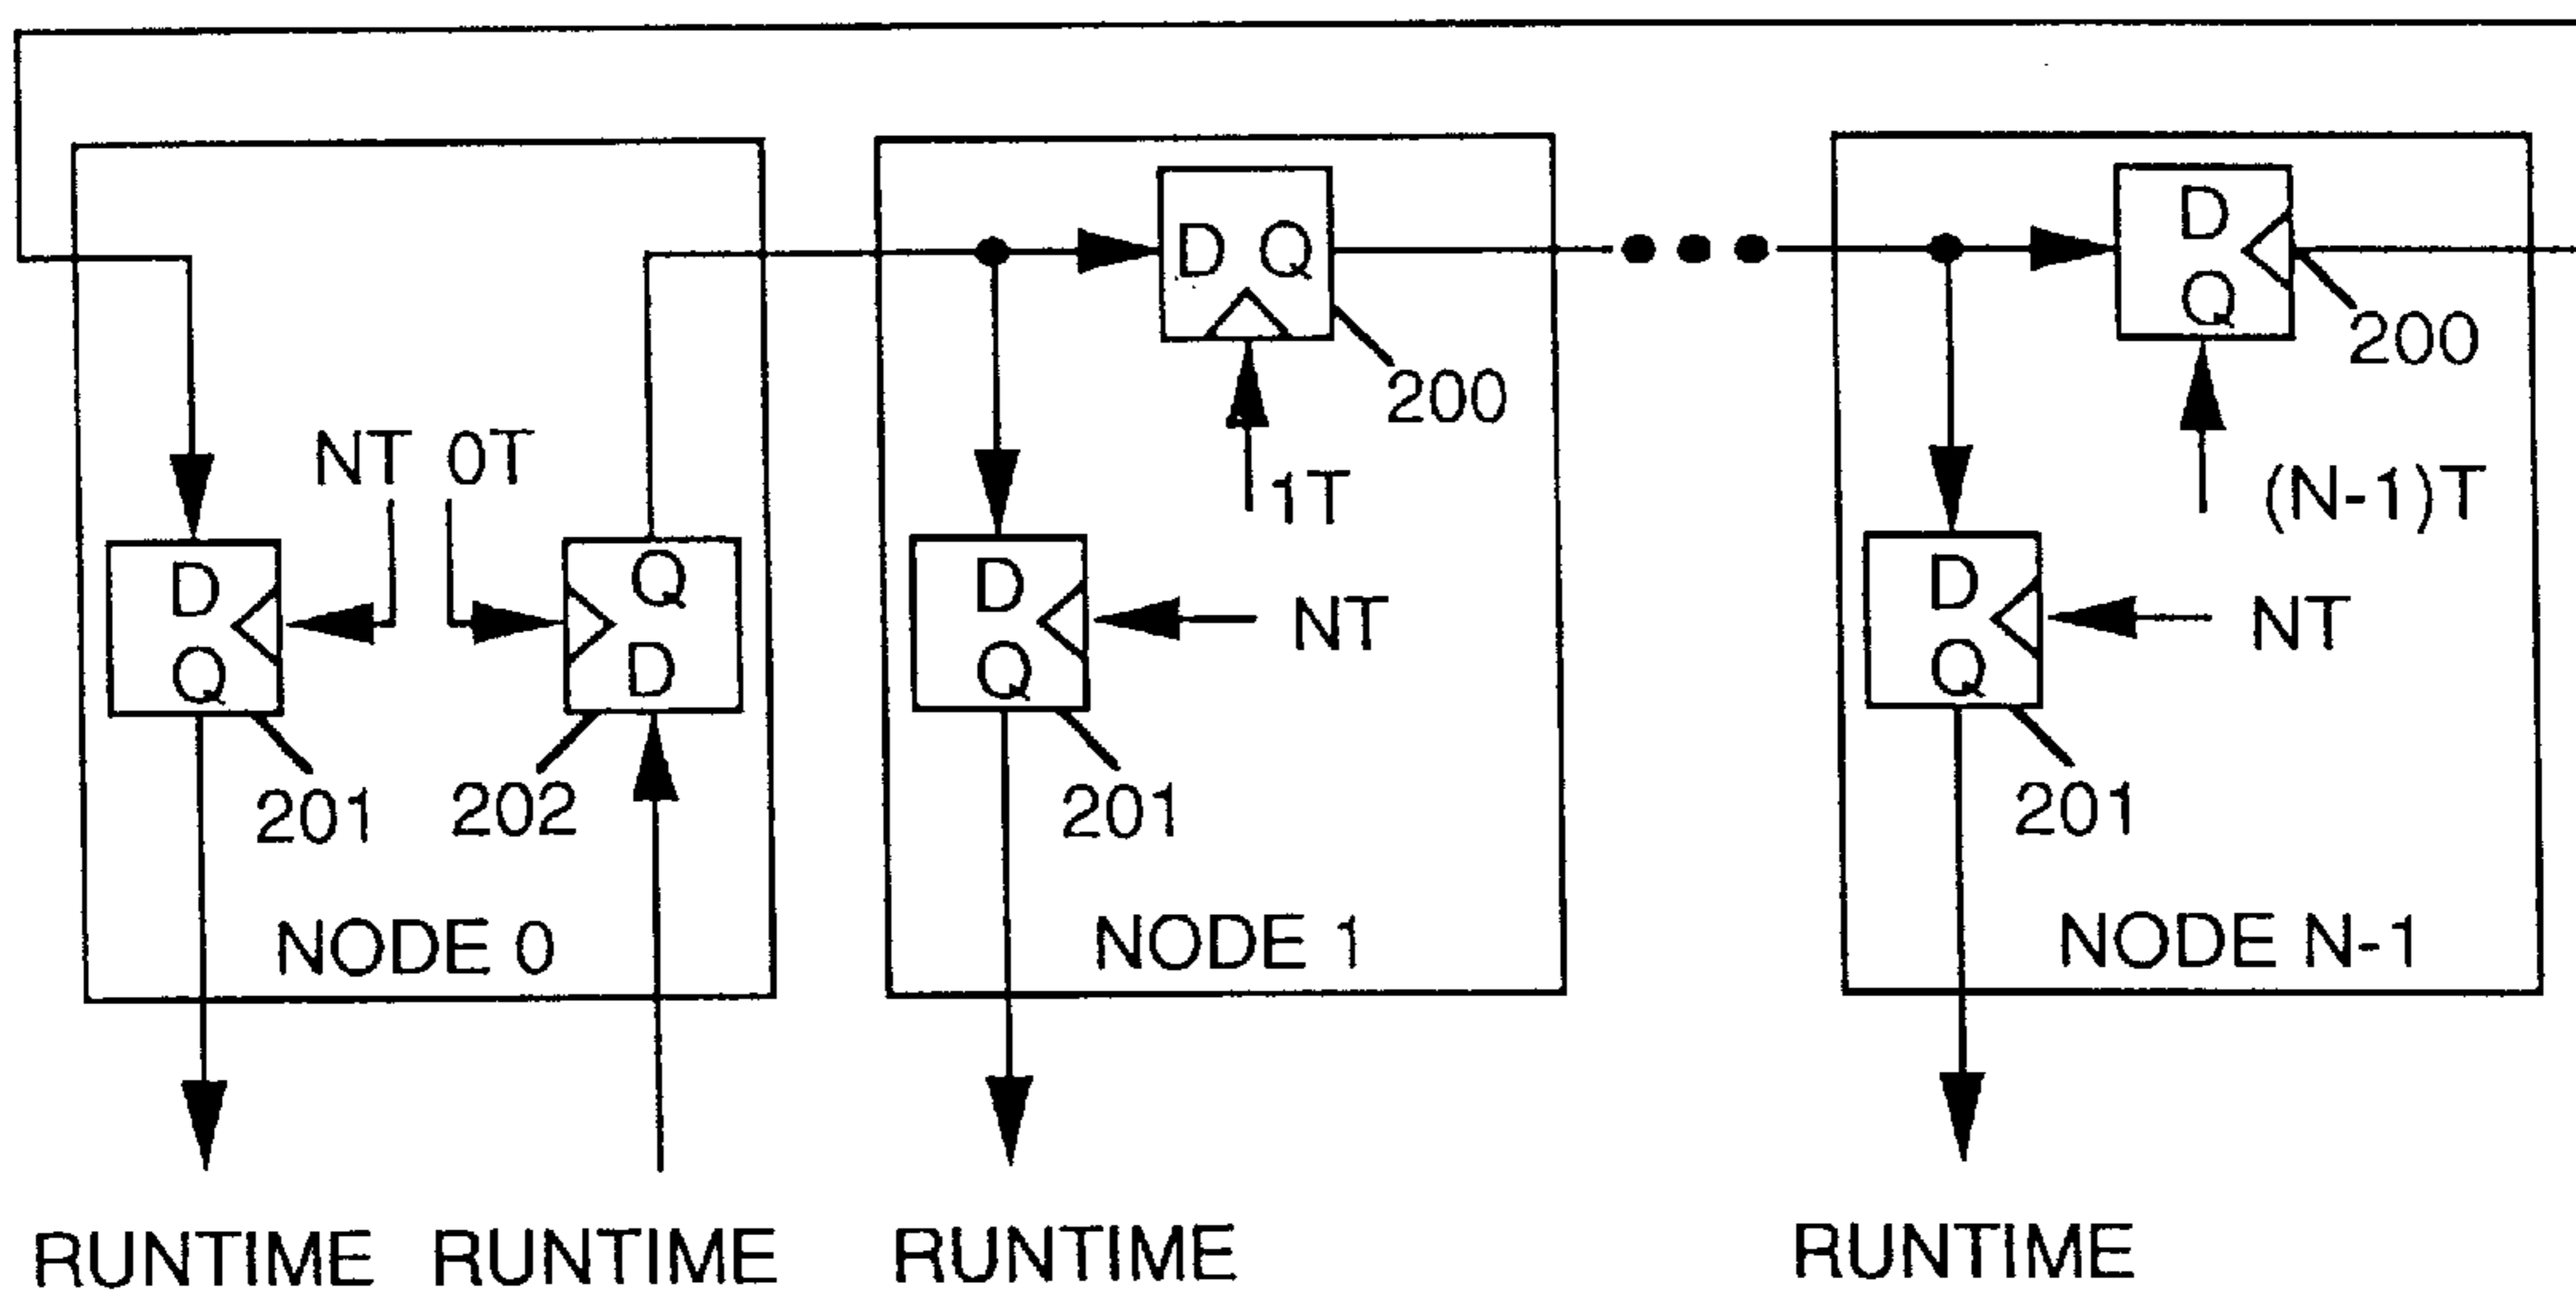 D Q
200
1T
D
Q
200
(N-1)T
NT 0T
D
Q
201
Q
D
202
NODE 0
D
Q
NT
201
NODE 1
D
Q
NT
201
NODE N-1
RUNTIME RUNTIME RUNTIME RUNTIME